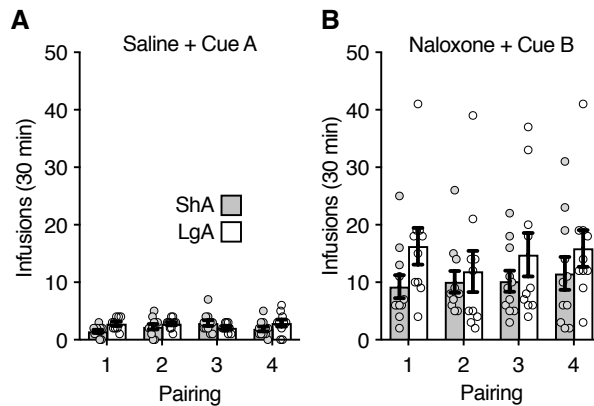 A
Saline + Cue A
Infusions (30 min)
50
40
30
20
10
0
ShA
LgA
1 2 3 4
Pairing
B
Naloxone + Cue B
Infusions (30 min)
50
40
30
20
10
0
1 2 3 4
Pairing